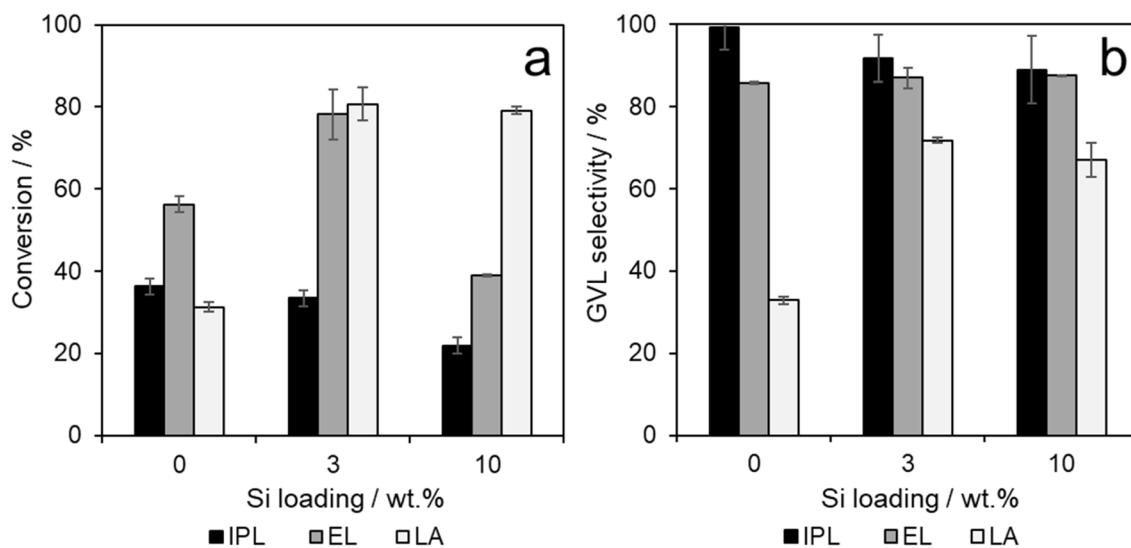 a
Conversion / %
100
80
60
40
20
0
0 3 10
Si loading / wt.%
IPL EL LA
b
GVL selectivity / %
100
80
60
40
20
0
0 3 10
Si loading / wt.%
IPL EL LA